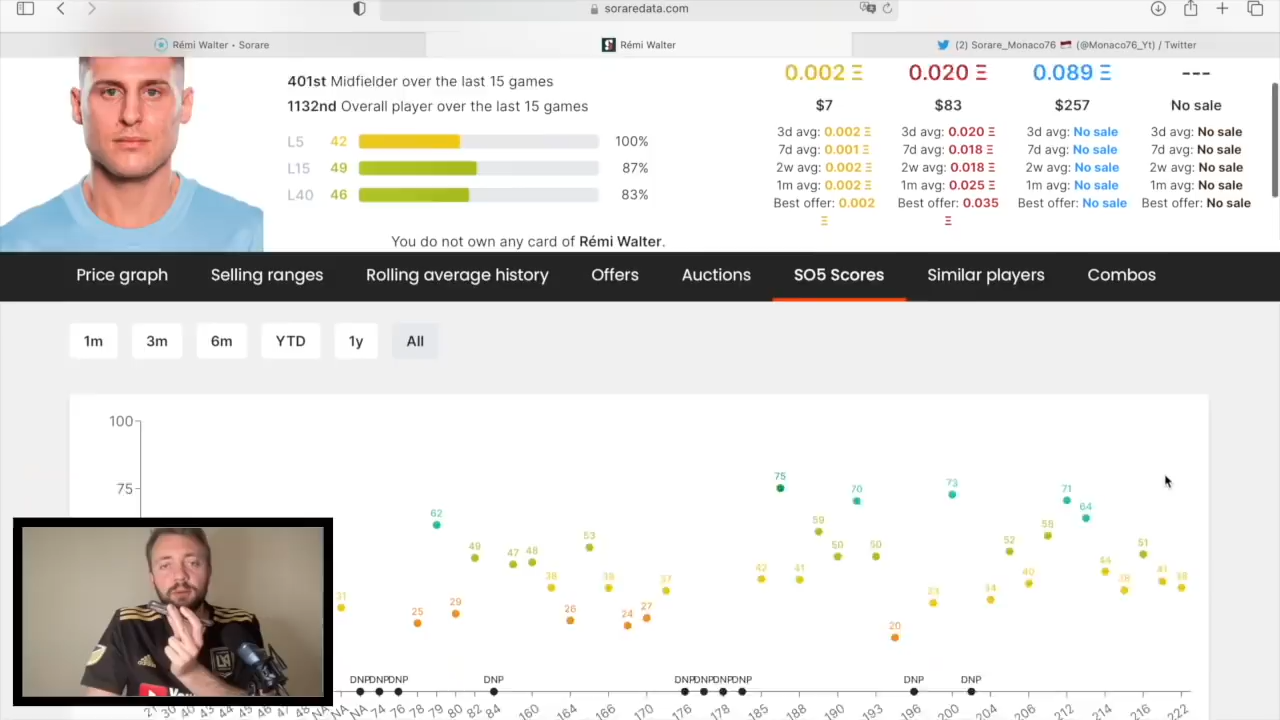 soraredata.com
Rémi Walter • Sorare
Rémi Walter
(2) Sorare_Monaco76 🇲🇨 (@Monaco76_Yt) / Twitter
401st Midfielder over the last 15 games
1132nd Overall player over the last 15 games
L5 42 100%
L15 49 87%
L40 46 83%
You do not own any card of Rémi Walter.
0.002 Ξ
$7
3d avg: 0.002 Ξ
7d avg: 0.001 Ξ
2w avg: 0.002 Ξ
1m avg: 0.002 Ξ
Best offer: 0.002
Ξ
0.020 Ξ
$83
3d avg: 0.020 Ξ
7d avg: 0.018 Ξ
2w avg: 0.018 Ξ
1m avg: 0.025 Ξ
Best offer: 0.035
Ξ
0.089 Ξ
$257
3d avg: No sale
7d avg: No sale
2w avg: No sale
1m avg: No sale
Best offer: No sale
---
No sale
3d avg: No sale
7d avg: No sale
2w avg: No sale
1m avg: No sale
Best offer: No sale
Price graph Selling ranges Rolling average history Offers Auctions SO5 Scores Similar players Combos
1m 3m 6m YTD 1y All
100
75
31 25 62 29 49 47 48 38 26 53 24 27 37 42 75 41 59 50 70 50 20 73 52 40 71 64 51 38
DNP DNP DNP DNP DNP DNP DNP DNP DNP DNP
NA NA 74 76 78 79 80 82 84 160 164 166 170 176 178 185 188 190 193 196 200 204 206 212 214 216 222